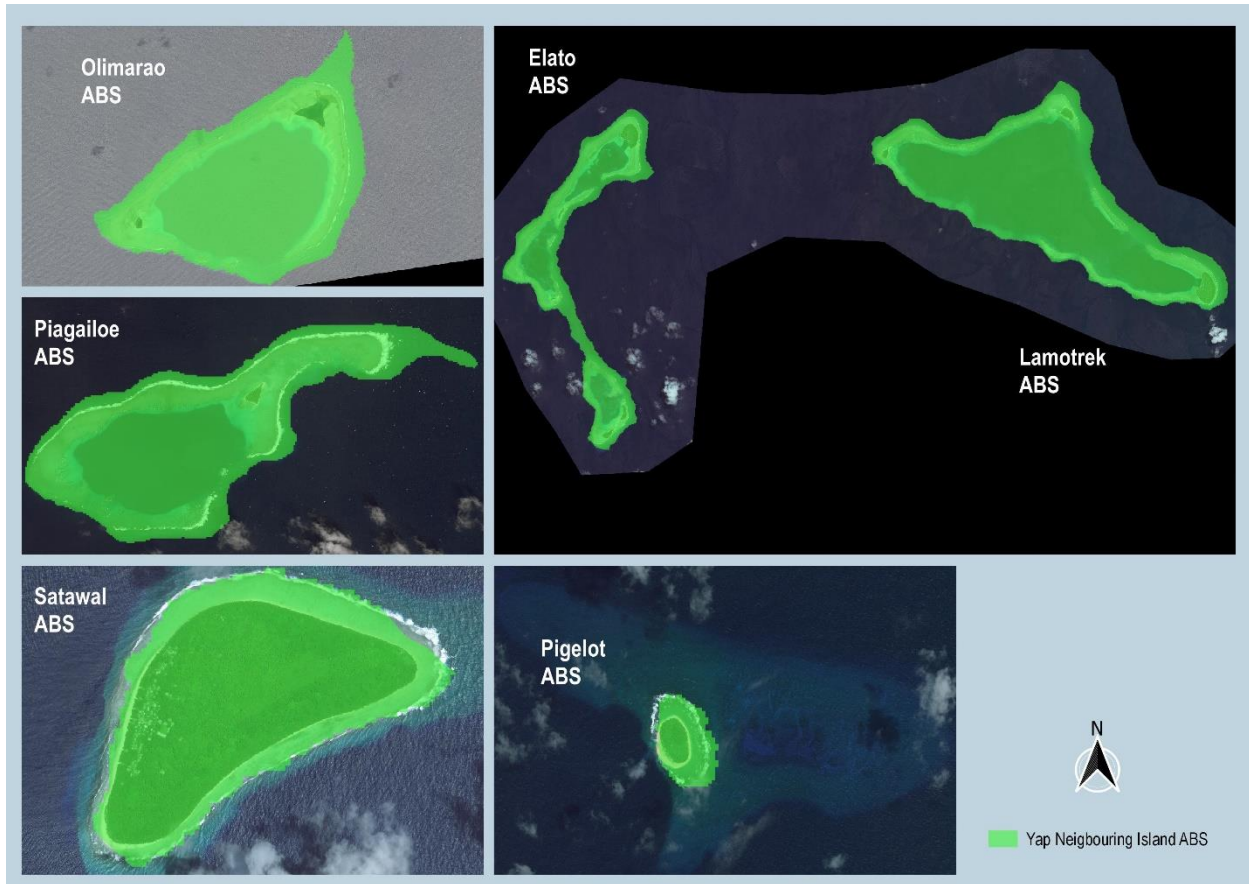 Olimarao
ABS
Elato
ABS
Piagailoe
ABS
Lamotrek
ABS
Satawal
ABS
Pigelot
ABS
N
Yap Neigbouring Island ABS